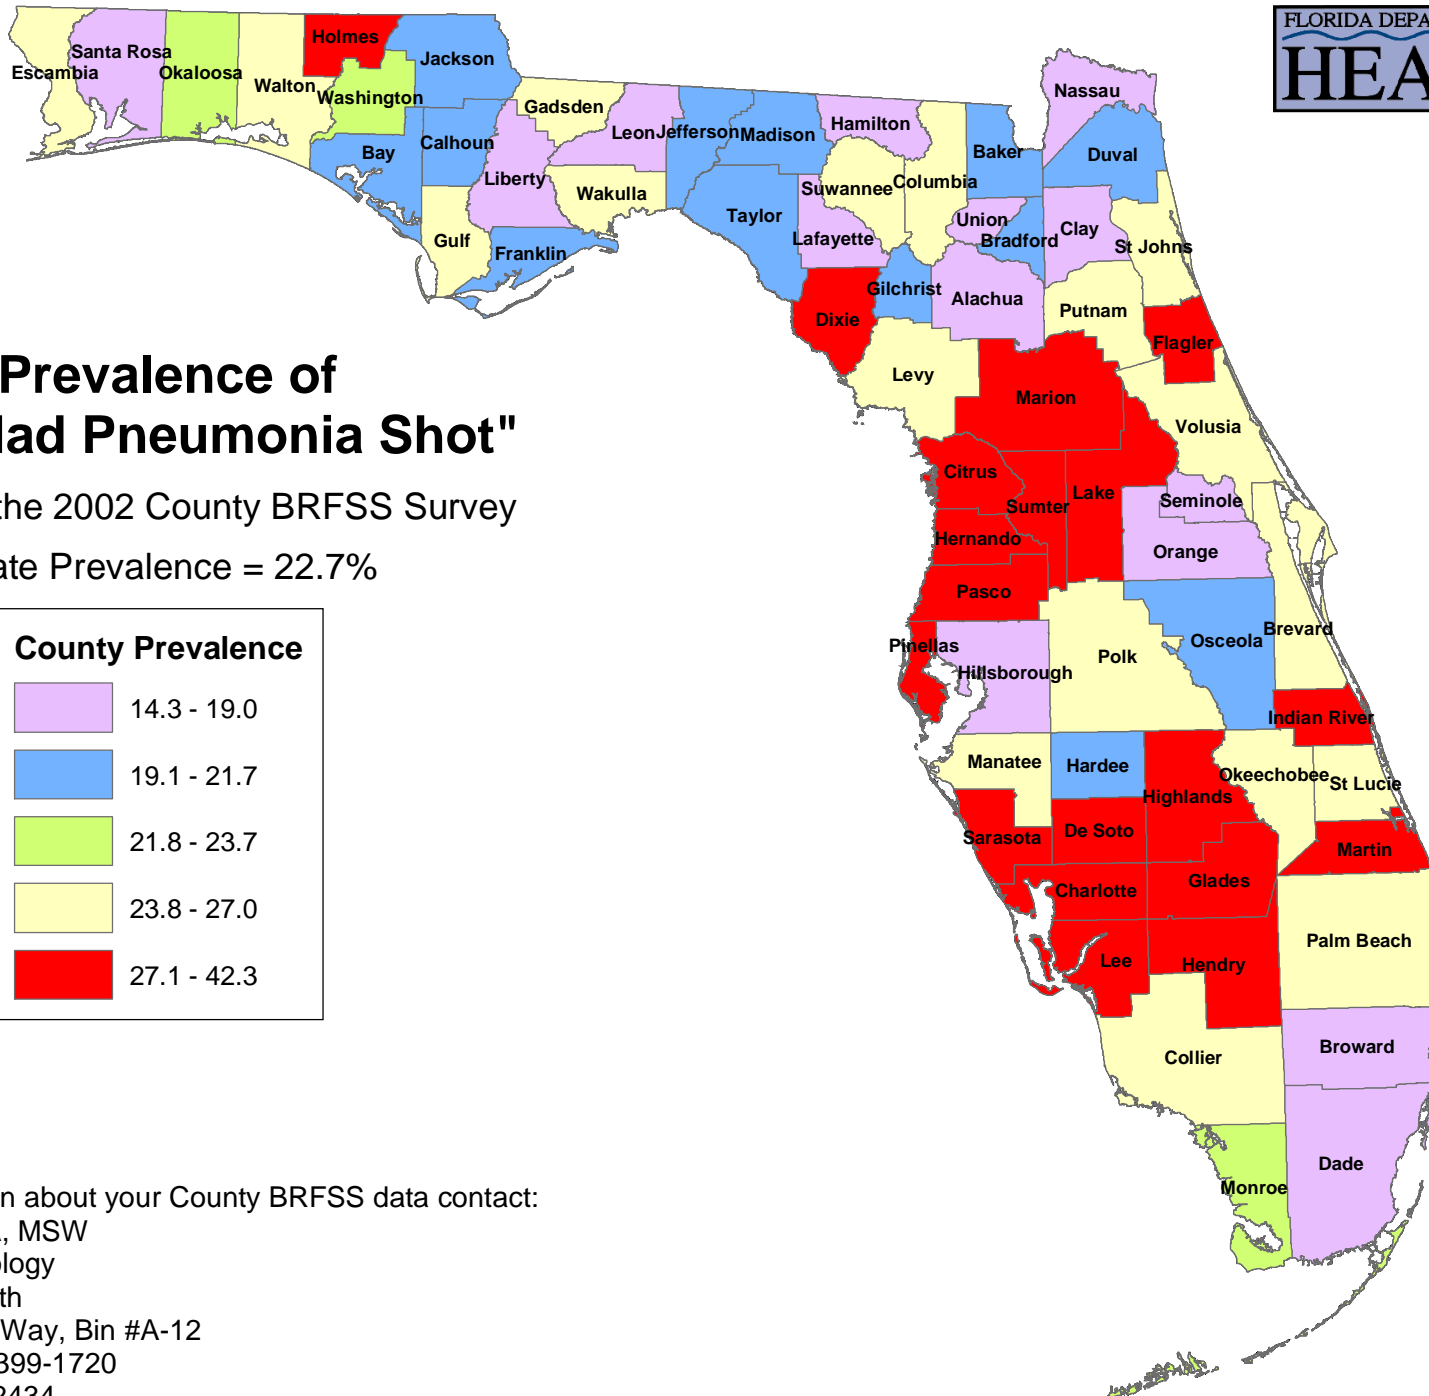 FLORIDA DEPA
HEA
Holmes
Santa Rosa
Escambia
Okaloosa
Jackson
Walton
Washington
Gadsden
Nassau
Leon
Jefferson
Madison
Hamilton
Bay
Calhoun
Baker
Duval
Liberty
Wakulla
Suwannee
Columbia
Taylor
Union
Clay
Lafayette
Bradford
St Johns
Gulf
Franklin
Gilchrist
Alachua
Dixie
Putnam
Flagler
Prevalence of
Had Pneumonia Shot"
the 2002 County BRFSS Survey
ate Prevalence = 22.7%
Levy
Marion
Volusia
Citrus
Lake
Seminole
Sumter
Hernando
Orange
Pasco
County Prevalence
14.3 - 19.0
19.1 - 21.7
21.8 - 23.7
23.8 - 27.0
27.1 - 42.3
Pinellas
Hillsborough
Polk
Osceola
Brevard
Indian River
Manatee
Hardee
Highlands
Okeechobee
St Lucie
Sarasota
De Soto
Martin
Charlotte
Glades
Lee
Hendry
Palm Beach
Collier
Broward
Dade
Monroe
n about your County BRFSS data contact:
, MSW
ology
th
Way, Bin #A-12
399-1720
2434